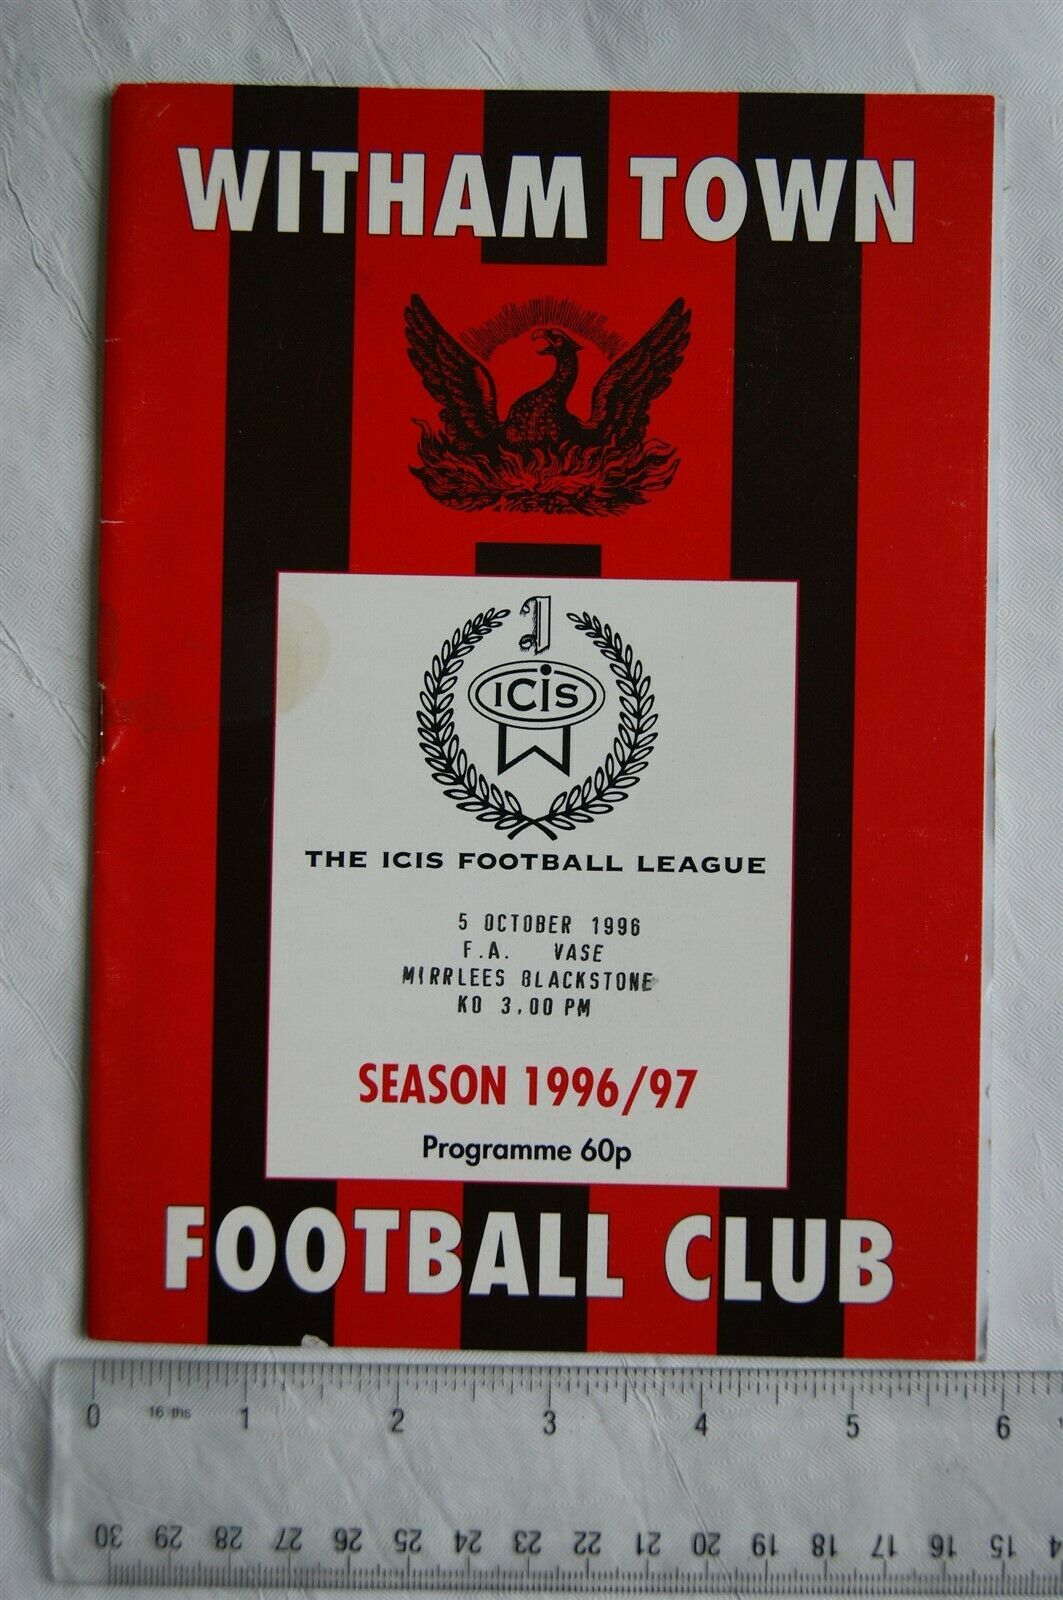 WITHAM TOWN
ICIS
THE ICIS FOOTBALL LEAGUE
5 OCTOBER 1996
F.A. VASE
MIRRLEES BLACKSTONE
KO 3.00 PM
SEASON 1996/97
Programme 60p
FOOTBALL CLUB
0 16 ths 1 2 3 4 5 6
30 29 28 27 26 25 24 23 22 21 20 19 18 17 16 15